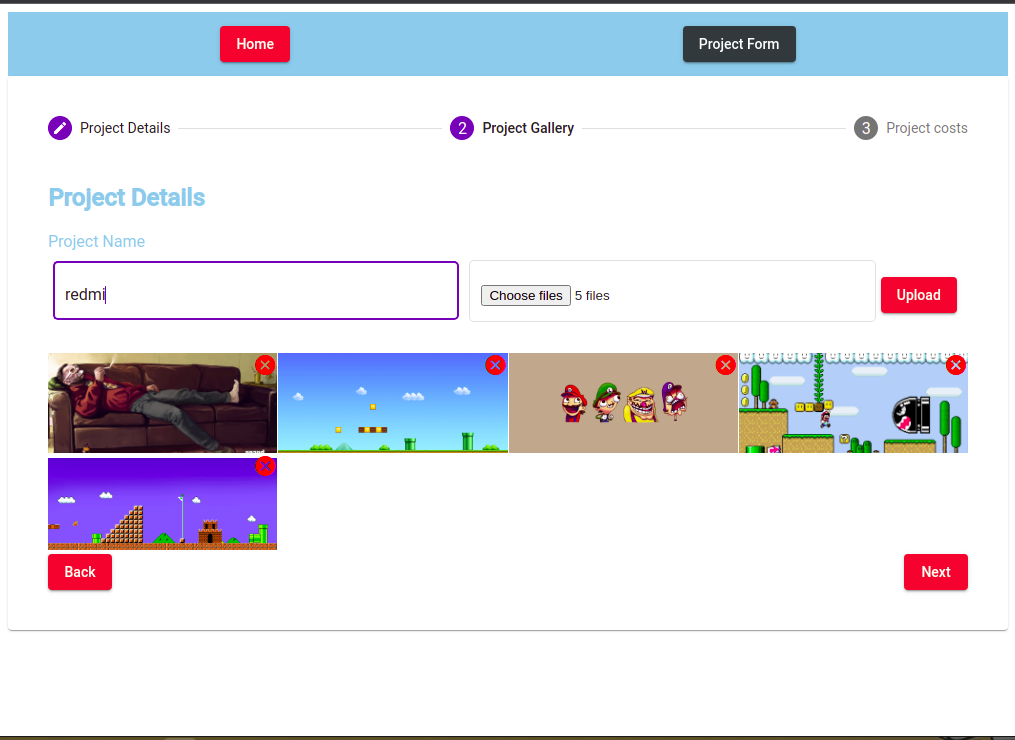 Home Project Form
Project Details 2 Project Gallery 3 Project costs
Project Details
Project Name
redmi Choose files 5 files Upload
Back Next